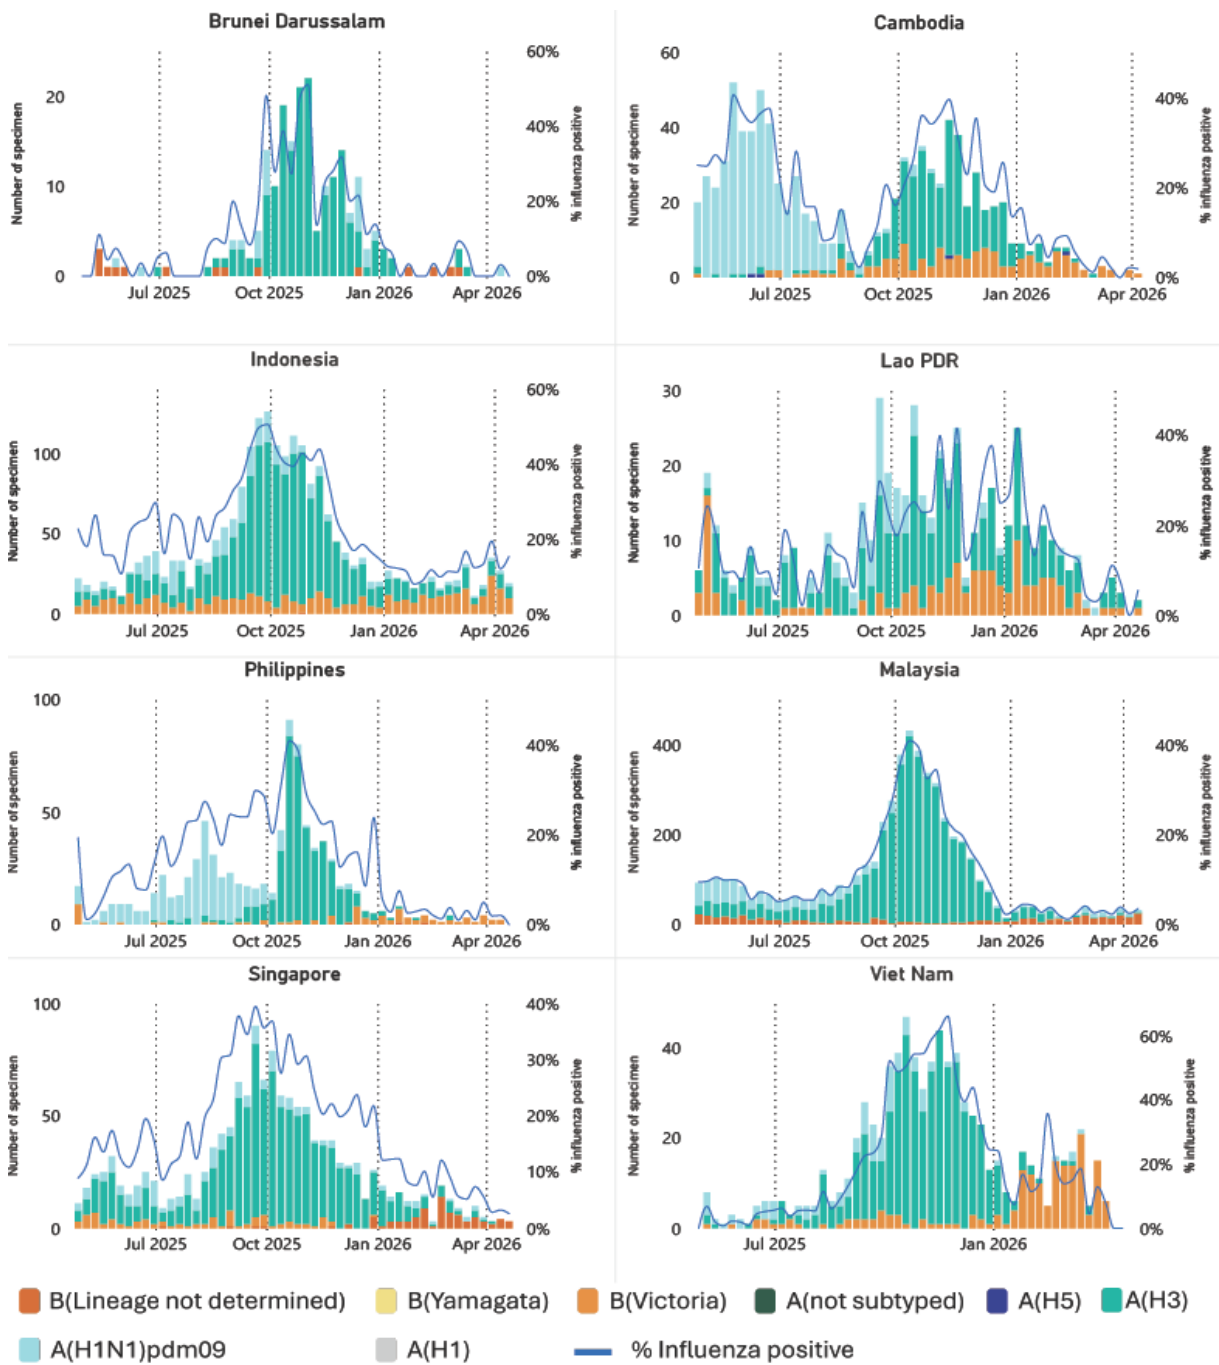 Brunei Darussalam
Number of specimen
20
10
0
60%
40%
20%
0%
% influenza positive
Jul 2025 Oct 2025 Jan 2026 Apr 2026
Cambodia
Number of specimen
60
40
20
0
40%
20%
0%
% influenza positive
Jul 2025 Oct 2025 Jan 2026 Apr 2026
Indonesia
Number of specimen
100
50
0
60%
40%
20%
0%
% influenza positive
Jul 2025 Oct 2025 Jan 2026 Apr 2026
Lao PDR
Number of specimen
30
20
10
0
40%
20%
0%
% influenza positive
Jul 2025 Oct 2025 Jan 2026 Apr 2026
Philippines
Number of specimen
100
50
0
40%
20%
0%
% influenza positive
Jul 2025 Oct 2025 Jan 2026 Apr 2026
Malaysia
Number of specimen
400
200
0
40%
20%
0%
% influenza positive
Jul 2025 Oct 2025 Jan 2026 Apr 2026
Singapore
Number of specimen
100
50
0
40%
30%
20%
10%
0%
% influenza positive
Jul 2025 Oct 2025 Jan 2026 Apr 2026
Viet Nam
Number of specimen
40
20
0
60%
40%
20%
0%
% influenza positive
Jul 2025 Jan 2026
B(Lineage not determined) B(Yamagata) B(Victoria) A(not subtyped) A(H5) A(H3)
A(H1N1)pdm09 A(H1) % Influenza positive